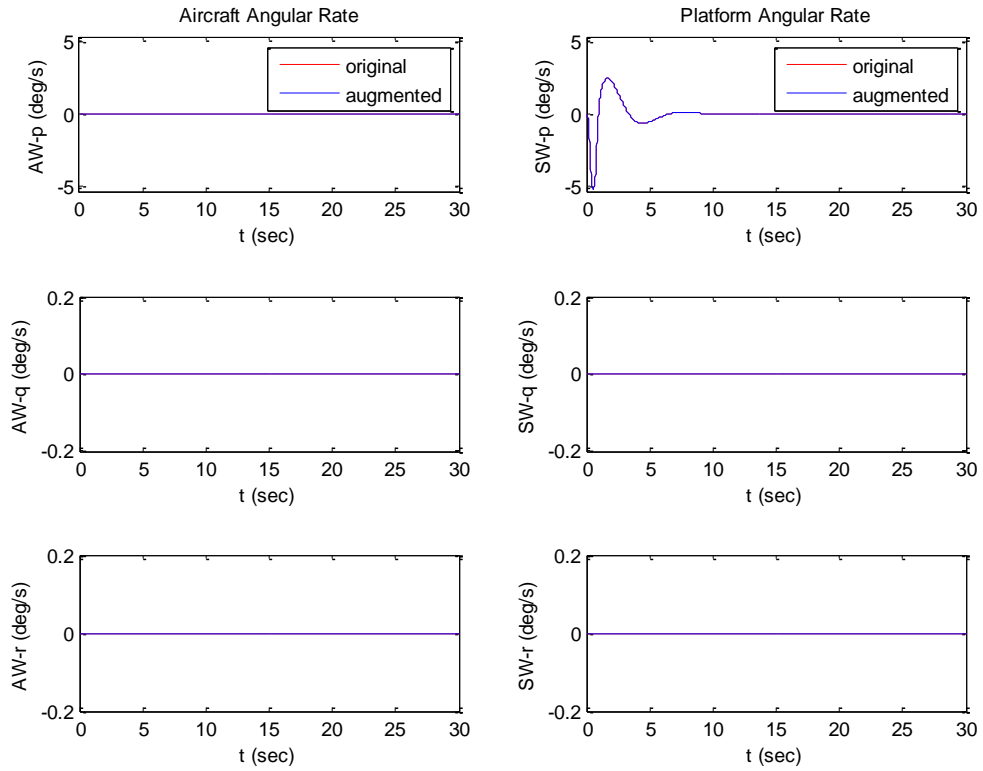 Aircraft Angular Rate
Platform Angular Rate
5
0
-5
AW-p (deg/s)
original
augmented
0 5 10 15 20 25 30
t (sec)
5
0
-5
SW-p (deg/s)
original
augmented
0 5 10 15 20 25 30
t (sec)
0.2
0
-0.2
AW-q (deg/s)
0 5 10 15 20 25 30
t (sec)
0.2
0
-0.2
SW-q (deg/s)
0 5 10 15 20 25 30
t (sec)
0.2
0
-0.2
AW-r (deg/s)
0 5 10 15 20 25 30
t (sec)
0.2
0
-0.2
SW-r (deg/s)
0 5 10 15 20 25 30
t (sec)